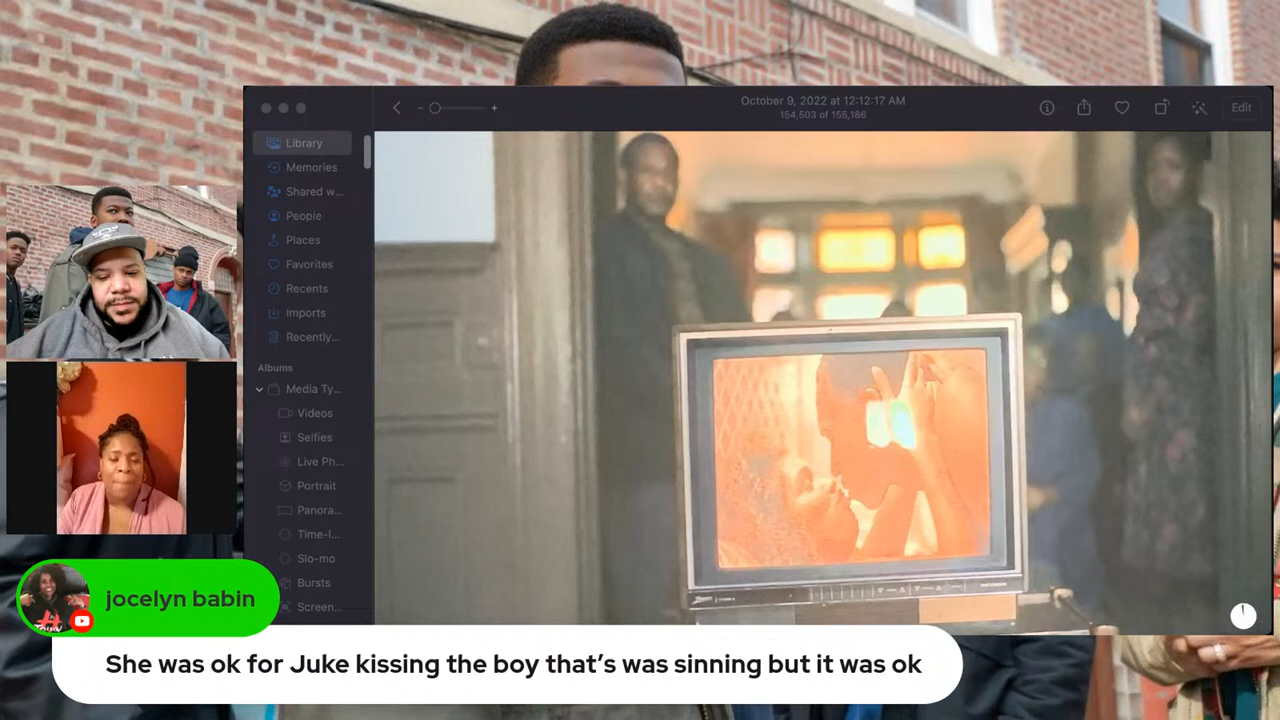 October 9, 2022 at 12:12:17 AM
154,503 of 155,186
Edit
Library
Memories
Shared w...
People
Places
Favorites
Recents
Imports
Recently...
Albums
Media Ty...
Videos
Selfies
Live Ph...
Portrait
Panora...
Time-l...
Slo-mo
Bursts
Screen...
jocelyn babin
She was ok for Juke kissing the boy that’s was sinning but it was ok